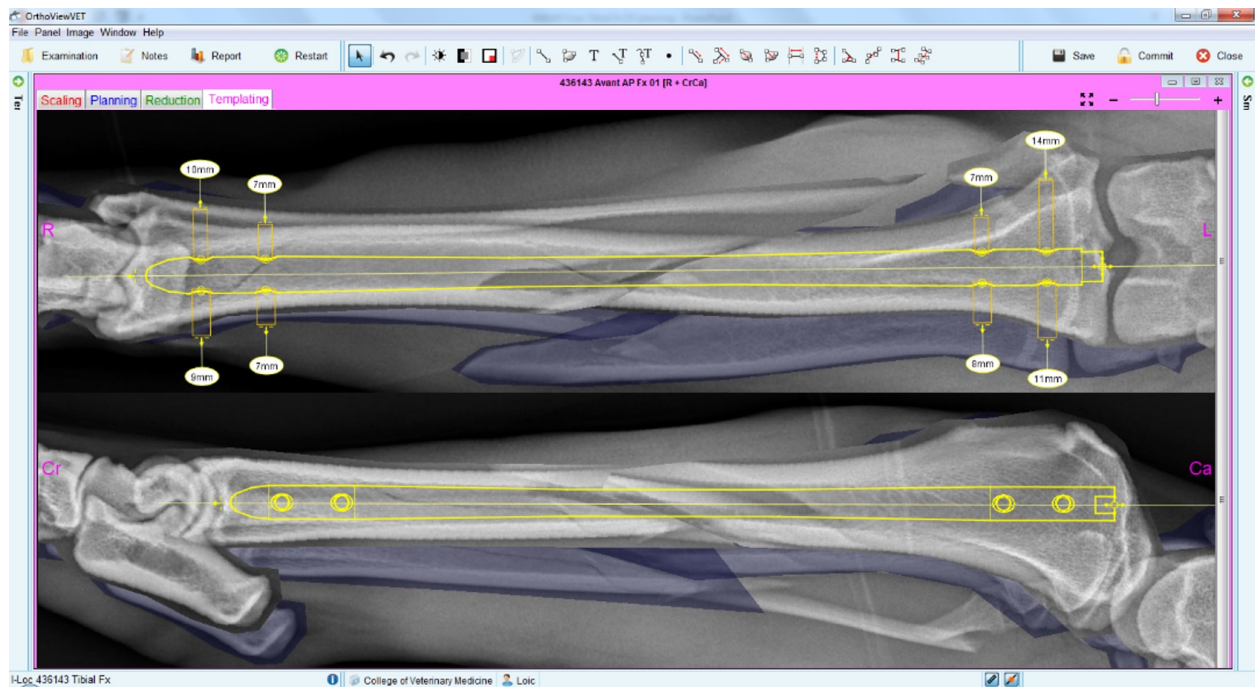 OrthoViewVET
File Panel Image Window Help
Examination Notes Report Restart T T T Save Commit Close
436143 Avant AP Fx 01 [R + CrCa]
Scaling Planning Reduction Templating
Ter
Sm
14mm
10mm
7mm
7mm
R
L
9mm
7mm
8mm
11mm
Cr
Ca
I-Loc 436143 Tibial Fx College of Veterinary Medicine Loic